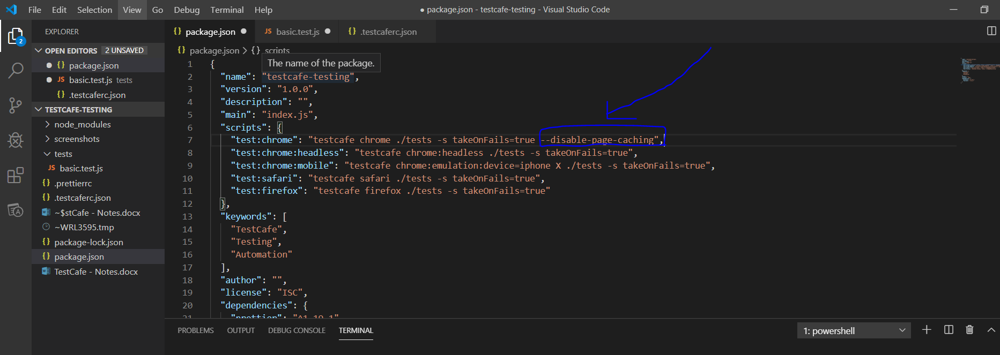 File Edit Selection View Go Debug Terminal Help
● package.json - testcafe-testing - Visual Studio Code
2
EXPLORER
OPEN EDITORS 2 UNSAVED
{} package.json
JS basic.test.js tests
{} .testcaferc.json
TESTCAFE-TESTING
node_modules
screenshots
tests
JS basic.test.js
{} .prettierrc
{} .testcaferc.json
~$stCafe - Notes.docx
~WRL3595.tmp
{} package-lock.json
{} package.json
TestCafe - Notes.docx
{} package.json ● JS basic.test.js ● {} .testcaferc.json
{} package.json > {} scripts
The name of the package.
1 {
2 "name": "testcafe-testing",
3 "version": "1.0.0",
4 "description": "",
5 "main": "index.js",
6 "scripts": {
7 "test:chrome": "testcafe chrome ./tests -s takeOnFails=true --disable-page-caching",
8 "test:chrome:headless": "testcafe chrome:headless ./tests -s takeOnFails=true",
9 "test:chrome:mobile": "testcafe chrome:emulation:device=iphone X ./tests -s takeOnFails=true",
10 "test:safari": "testcafe safari ./tests -s takeOnFails=true",
11 "test:firefox": "testcafe firefox ./tests -s takeOnFails=true"
12 },
13 "keywords": [
14 "TestCafe",
15 "Testing",
16 "Automation"
17 ],
18 "author": "",
19 "license": "ISC",
20 "dependencies": {
21 "prettier": "^1.19.1"
PROBLEMS OUTPUT DEBUG CONSOLE TERMINAL
1: powershell